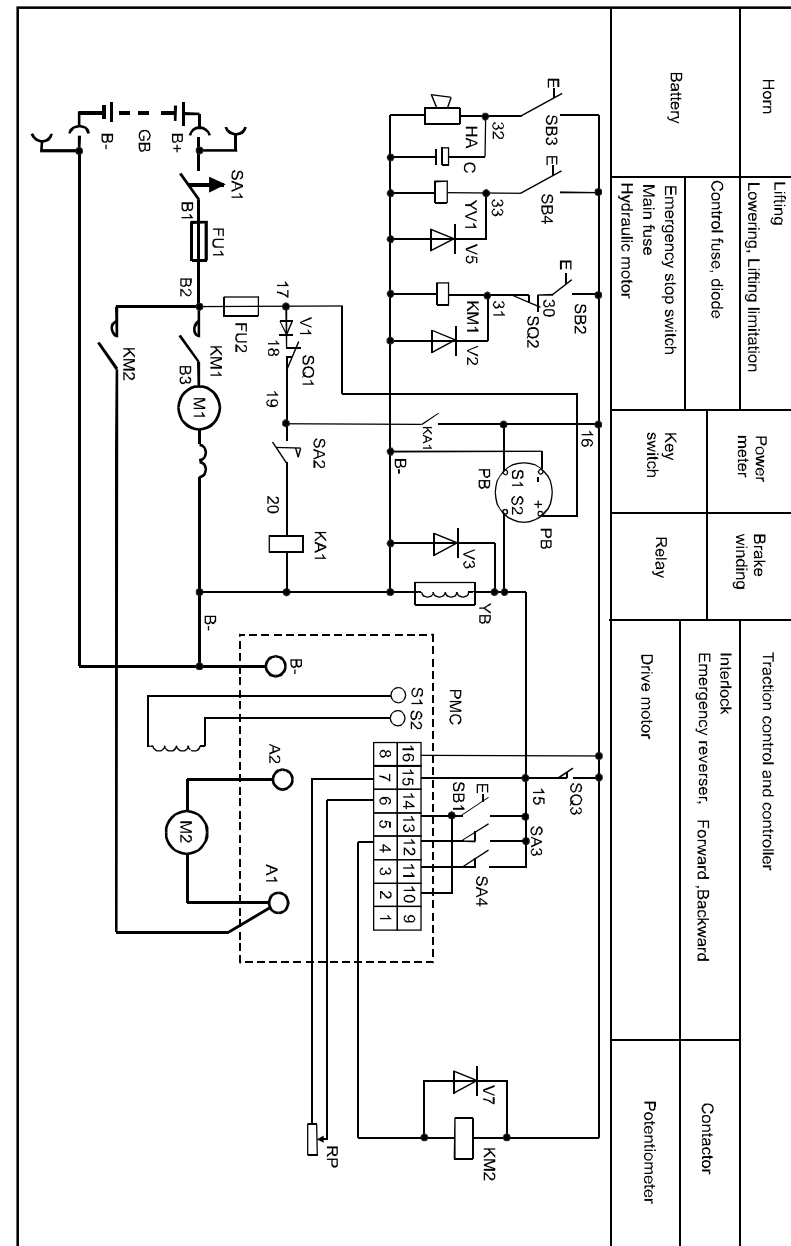 Horn
Lifting
Lowering, Lifting limitation
Power
meter
Brake
winding
Traction control and controller
Battery
Control fuse, diode
Emergency stop switch
Main fuse
Hydraulic motor
Key
switch
Relay
Interlock
Emergency reverser, Forward ,Backward
Drive motor
Contactor
Potentiometer
E
SB3
32
HA
C
E
SB4
33
YV1
V5
E
SB2
30
SQ2
31
KM1
V2
16
KA1
B-
PB
S1
S2
-
+
PB
V3
YB
SQ3
15
SA3
E
SB1
SA4
B-
GB
B+
SA1
B1
FU1
B2
FU2
17
V1
18
SQ1
19
SA2
20
KA1
KM2
KM1
B3
M1
B-
B-
S1
S2
PMC
A2
M2
A1
16 15 14 13 12 11 10 9
8 7 6 5 4 3 2 1
RP
V7
KM2